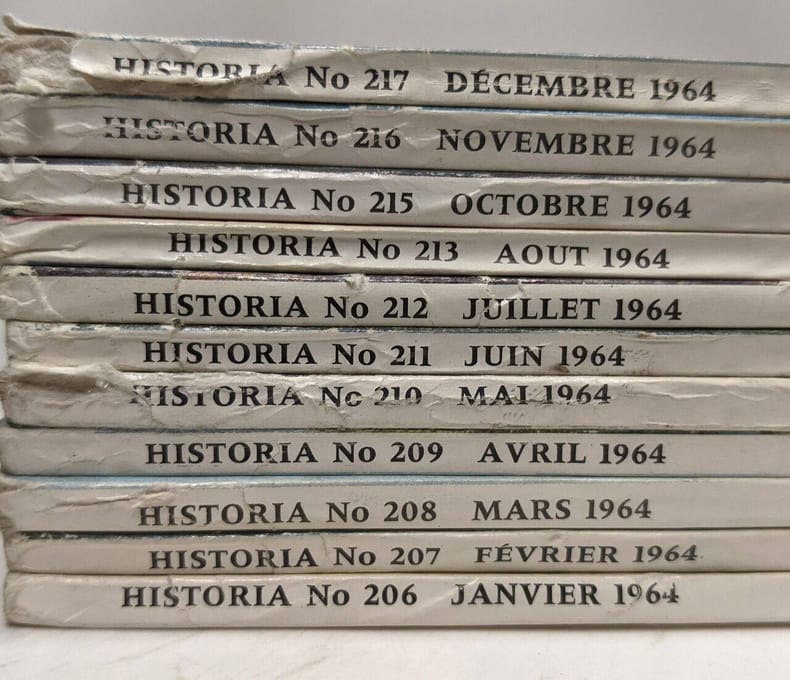 HISTORIA No 217 DÉCEMBRE 1964
HISTORIA No 216 NOVEMBRE 1964
HISTORIA No 215 OCTOBRE 1964
HISTORIA No 213 AOUT 1964
HISTORIA No 212 JUILLET 1964
HISTORIA No 211 JUIN 1964
HISTORIA No 210 MAI 1964
HISTORIA No 209 AVRIL 1964
HISTORIA No 208 MARS 1964
HISTORIA No 207 FÉVRIER 1964
HISTORIA No 206 JANVIER 1964